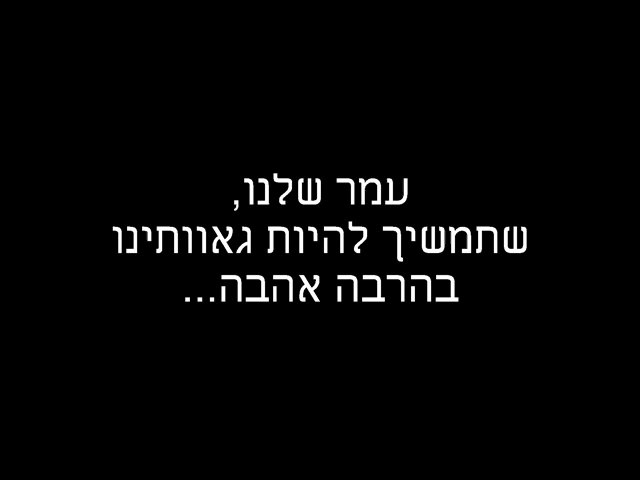 עמר שלנו,
שתמשיך להיות גאוותינו
בהרבה אהבה...